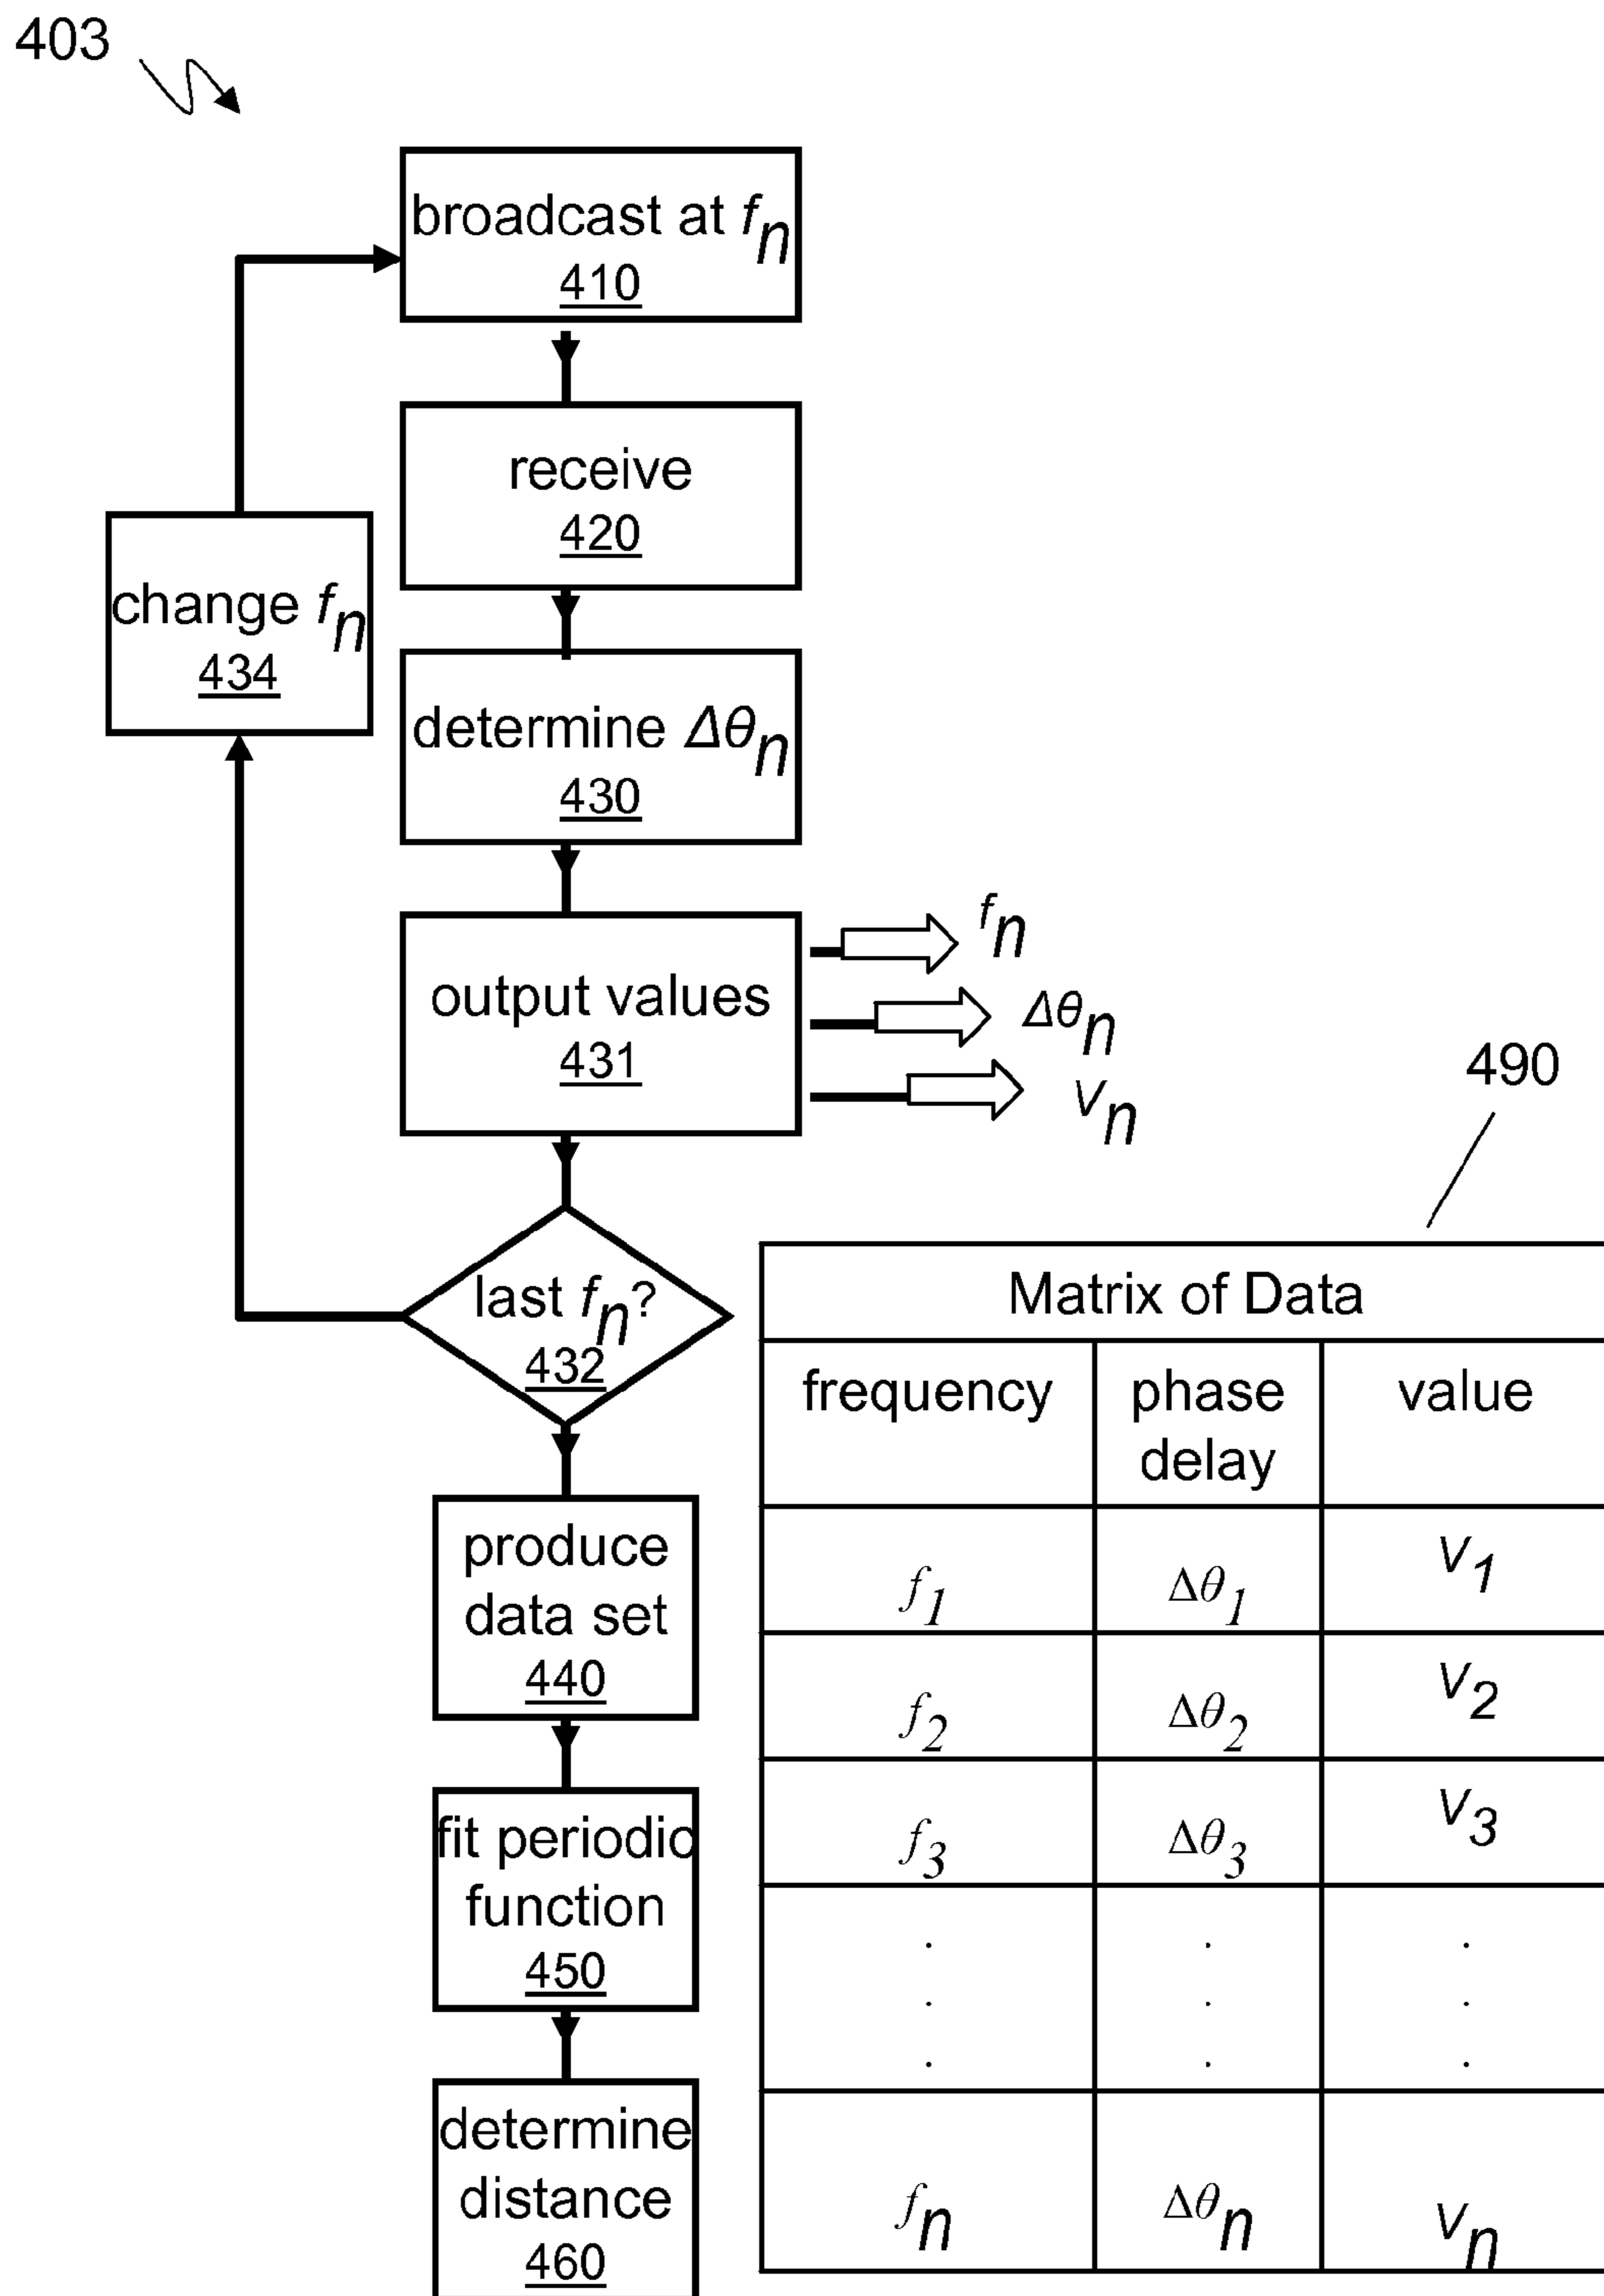 403
broadcast at fn
410
receive
420
change fn
434
determine Δθn
430
output values
431
fn
Δθn
vn
490
last fn?
432
Matrix of Data
frequency phase delay value
f1 Δθ1 v1
f2 Δθ2 v2
f3 Δθ3 v3
. . .
. . .
. . .
fn Δθn vn
produce
data set
440
fit periodic
function
450
determine
distance
460